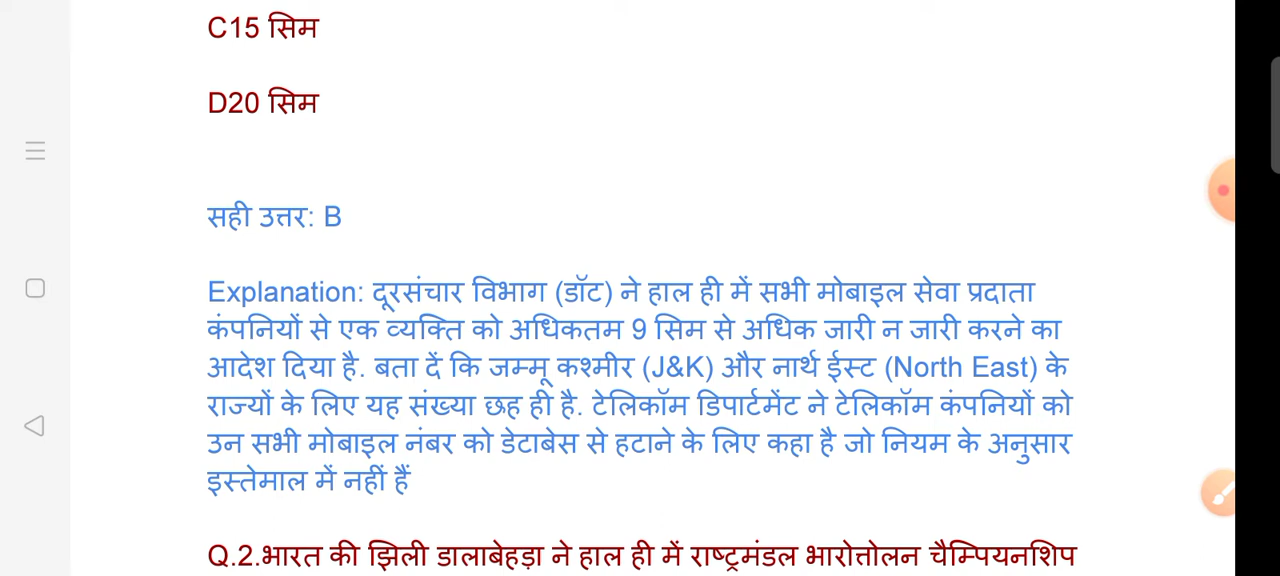 C15 सिम
D20 सिम
सही उत्तर: B
Explanation: दूरसंचार विभाग (डॉट) ने हाल ही में सभी मोबाइल सेवा प्रदाता
कंपनियों से एक व्यक्ति को अधिकतम 9 सिम से अधिक जारी न जारी करने का
आदेश दिया है. बता दें कि जम्मू कश्मीर (J&K) और नार्थ ईस्ट (North East) के
राज्यों के लिए यह संख्या छह ही है. टेलिकॉम डिपार्टमेंट ने टेलिकॉम कंपनियों को
उन सभी मोबाइल नंबर को डेटाबेस से हटाने के लिए कहा है जो नियम के अनुसार
इस्तेमाल में नहीं हैं
Q.2.भारत की झिली डालाबेहड़ा ने हाल ही में राष्ट्रमंडल भारोत्तोलन चैम्पियनशिप